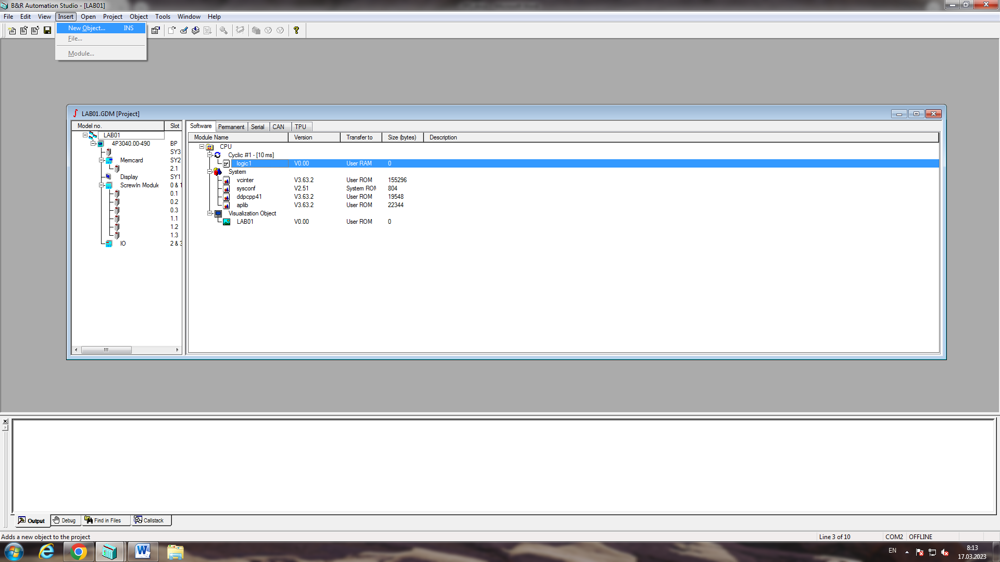 B&R Automation Studio - [LAB01]
File Edit View Insert Open Project Object Tools Window Help
New Object... INS
File...
Module...
LAB01.GDM [Project]
Model no. Slot
LAB01
4P3040.00-490 BP
SY3
Memcard SY2
2.1
Display SY1
ScrewIn Module 0 & 1
0.1
0.2
0.3
1.1
1.2
1.3
IO 2 & 3
Software Permanent Serial CAN TPU
Module Name Version Transfer to Size (bytes) Description
CPU
Cyclic #1 - [10 ms]
logic1 V0.00 User RAM 0
System
vcinter V3.63.2 User ROM 155296
sysconf V2.51 System ROM 804
ddpcpp41 V3.63.2 User ROM 19548
aplib V3.63.2 User ROM 22344
Visualization Object
LAB01 V0.00 User ROM 0
Output Debug Find in Files Callstack
Adds a new object to the project
Line 3 of 10 COM2 OFFLINE
EN
8:13
17.03.2023